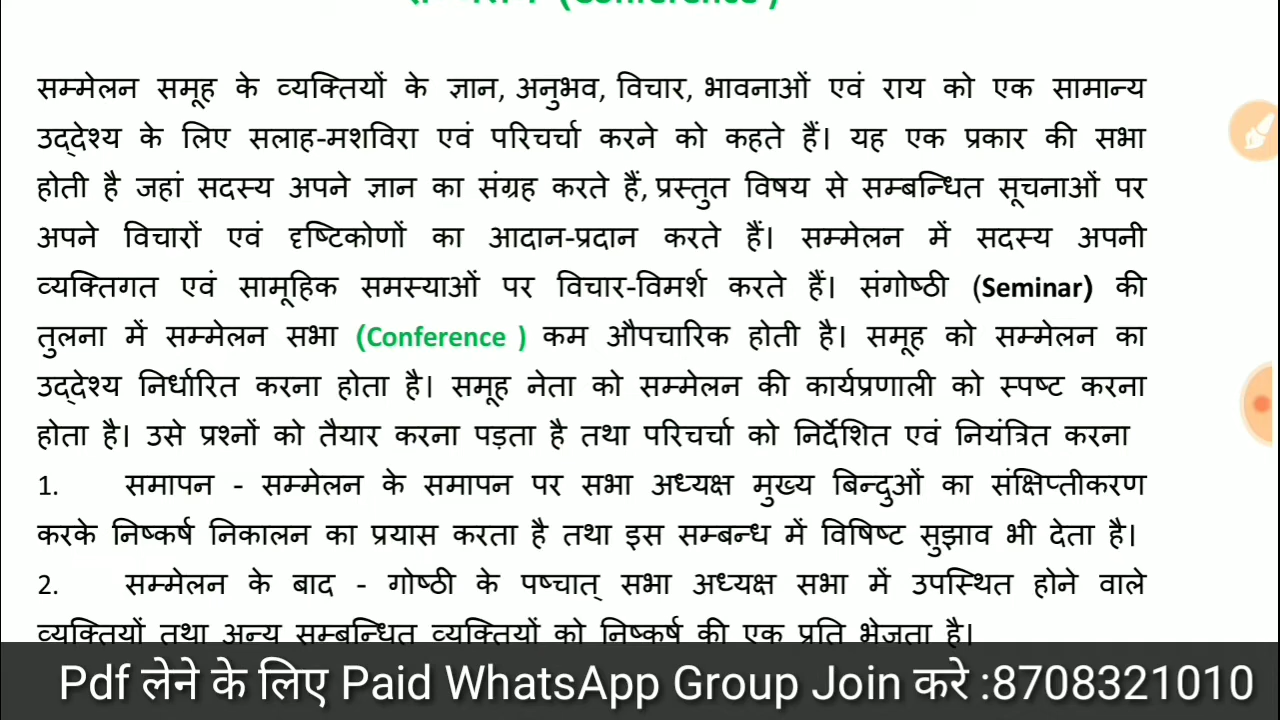 (Conference )
सम्मेलन समूह के व्यक्तियों के ज्ञान, अनुभव, विचार, भावनाओं एवं राय को एक सामान्य
उद्देश्य के लिए सलाह-मशविरा एवं परिचर्चा करने को कहते हैं। यह एक प्रकार की सभा
होती है जहां सदस्य अपने ज्ञान का संग्रह करते हैं, प्रस्तुत विषय से सम्बन्धित सूचनाओं पर
अपने विचारों एवं दृष्टिकोणों का आदान-प्रदान करते हैं। सम्मेलन में सदस्य अपनी
व्यक्तिगत एवं सामूहिक समस्याओं पर विचार-विमर्श करते हैं। संगोष्ठी (Seminar) की
तुलना में सम्मेलन सभा (Conference ) कम औपचारिक होती है। समूह को सम्मेलन का
उद्देश्य निर्धारित करना होता है। समूह नेता को सम्मेलन की कार्यप्रणाली को स्पष्ट करना
होता है। उसे प्रश्नों को तैयार करना पड़ता है तथा परिचर्चा को निर्देशित एवं नियंत्रित करना
1. समापन - सम्मेलन के समापन पर सभा अध्यक्ष मुख्य बिन्दुओं का संक्षिप्तीकरण
करके निष्कर्ष निकालन का प्रयास करता है तथा इस सम्बन्ध में विषिष्ट सुझाव भी देता है।
2. सम्मेलन के बाद - गोष्ठी के पष्चात् सभा अध्यक्ष सभा में उपस्थित होने वाले
व्यक्तियों तथा अन्य सम्बन्धित व्यक्तियों को निष्कर्ष की एक प्रति भेजता है।
Pdf लेने के लिए Paid WhatsApp Group Join करे :8708321010